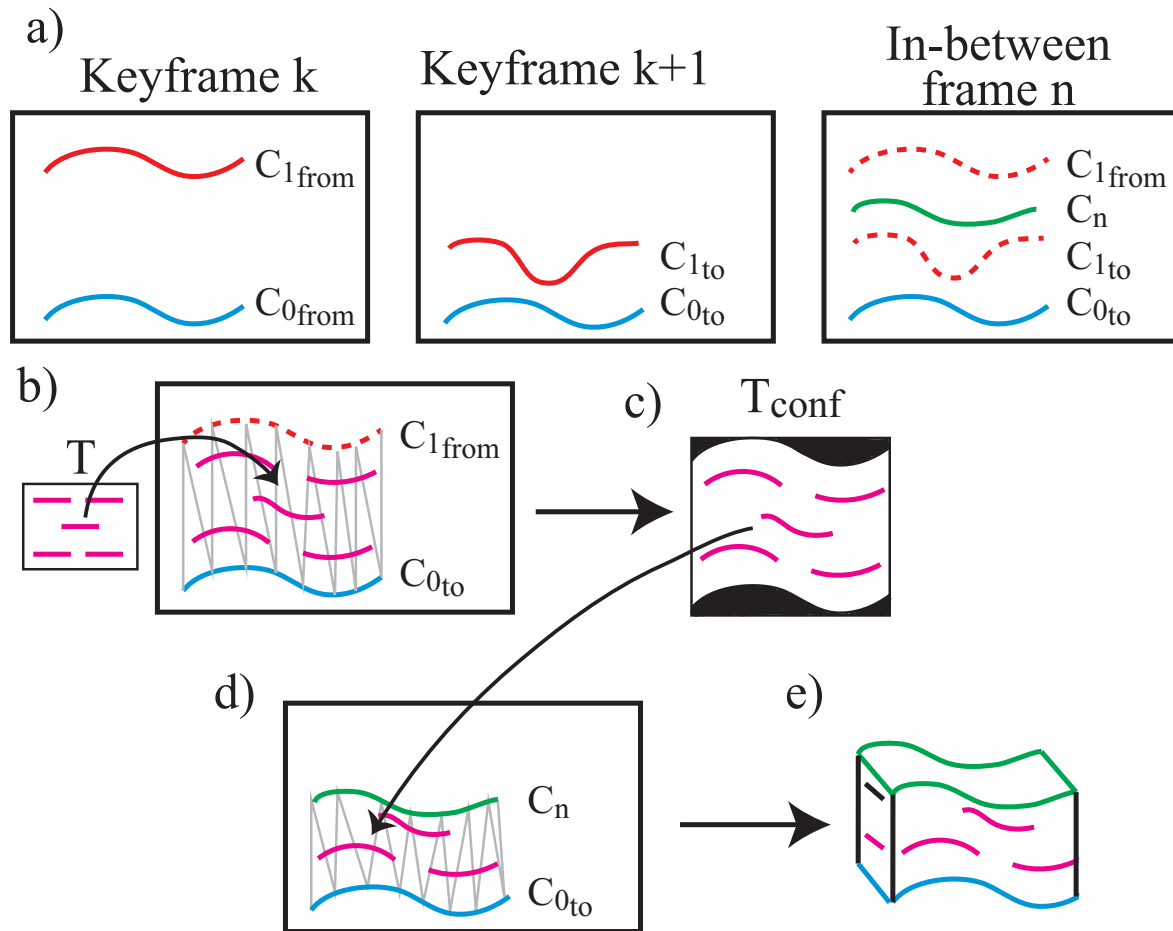 a)
Keyframe k
Keyframe k+1
In-between
frame n
C1from
C0from
C1to
C0to
C1from
Cn
C1to
C0to
b)
T
C1from
C0to
c)
Tconf
d)
Cn
C0to
e)